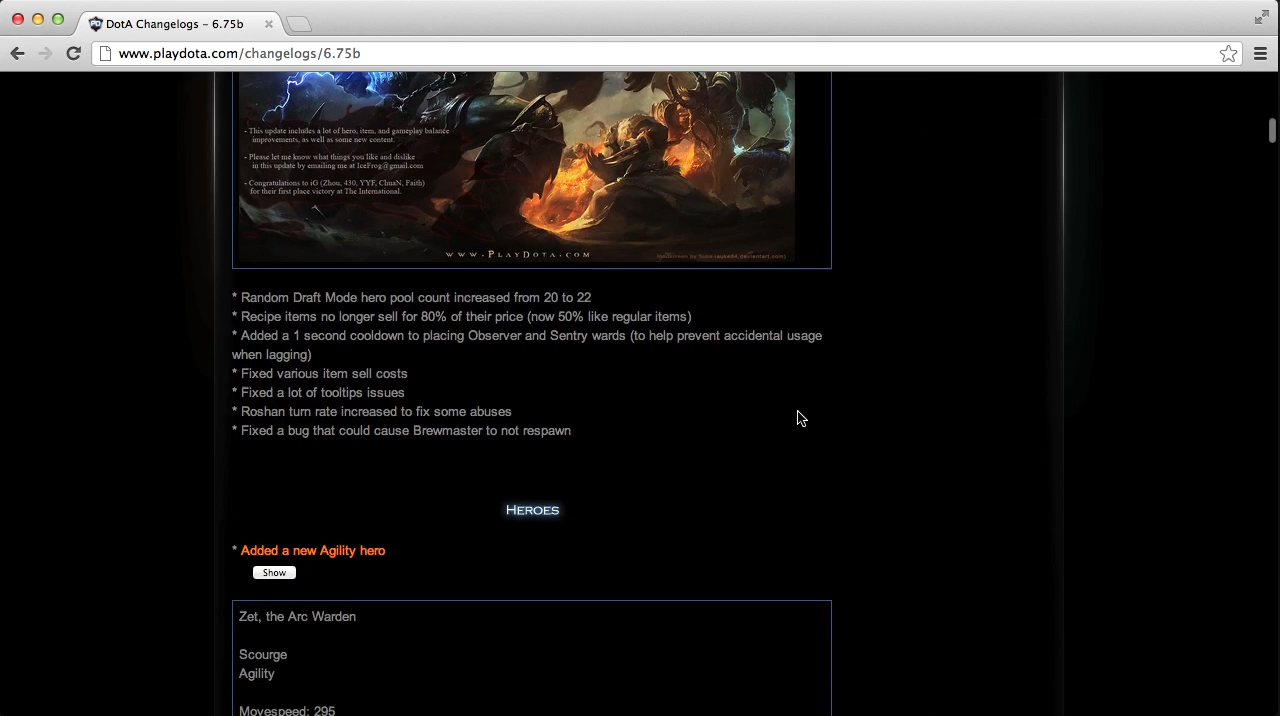 DotA Changelogs – 6.75b
www.playdota.com/changelogs/6.75b
- This update includes a lot of hero, item, and gameplay balance
improvements, as well as some new content.
- Please let me know what things you like and dislike
in this update by emailing me at IceFrog@gmail.com
- Congratulations to iG (Zhou, 430, YYF, ChuaN, Faith)
for their first place victory at The International.
www.PlayDota.com
* Random Draft Mode hero pool count increased from 20 to 22
* Recipe items no longer sell for 80% of their price (now 50% like regular items)
* Added a 1 second cooldown to placing Observer and Sentry wards (to help prevent accidental usage
when lagging)
* Fixed various item sell costs
* Fixed a lot of tooltips issues
* Roshan turn rate increased to fix some abuses
* Fixed a bug that could cause Brewmaster to not respawn
Heroes
* Added a new Agility hero
Show
Zet, the Arc Warden
Scourge
Agility
Movespeed: 295